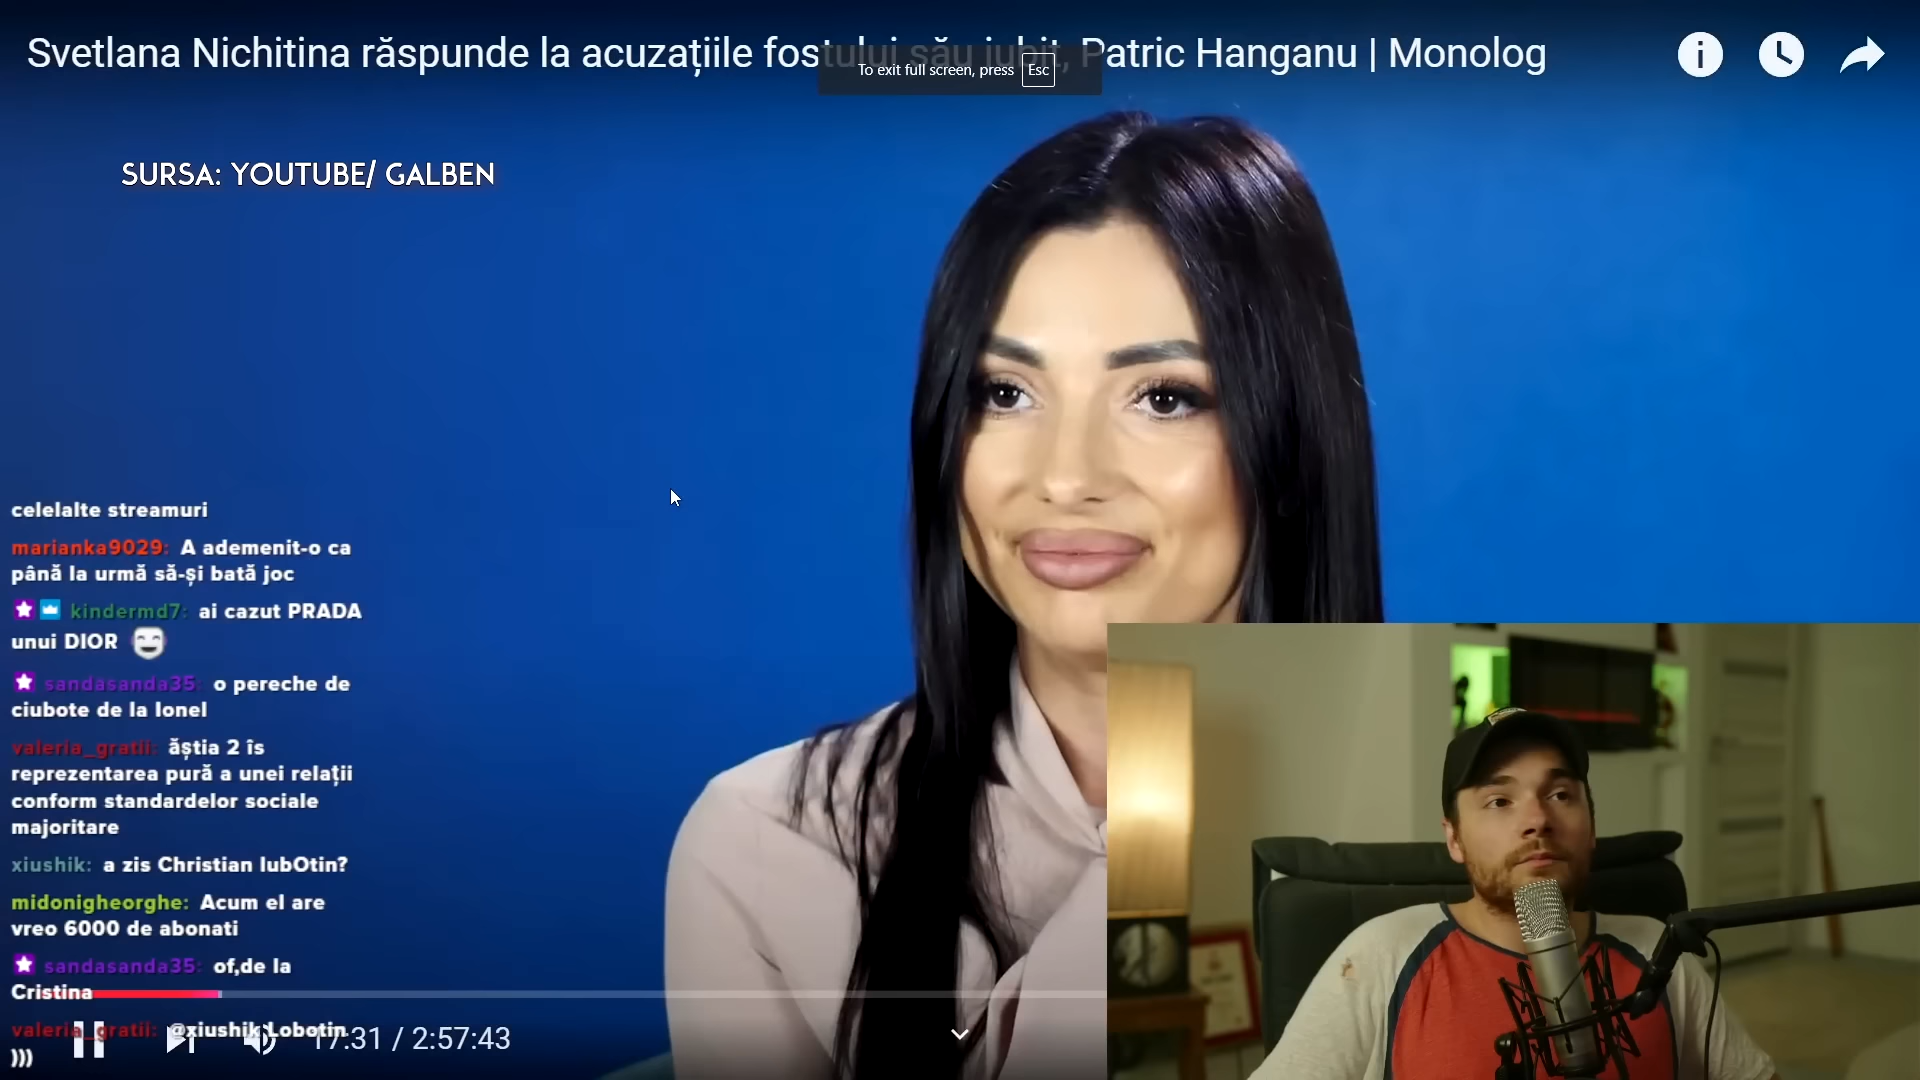 Svetlana Nichitina răspunde la acuzațiile fostului său iubit, Patric Hanganu | Monolog
To exit full screen, press Esc
SURSA: YOUTUBE/ GALBEN
celelalte streamuri
marianka9029: A ademenit-o ca
până la urmă să-și bată joc
kindermd7: ai cazut PRADA
unui DIOR
sandasanda35: o pereche de
ciubote de la Ionel
valeria_gratii: ăștia 2 îs
reprezentarea pură a unei relații
conform standardelor sociale
majoritare
xiushik: a zis Christian lubOtin?
midonigheorghe: Acum el are
vreo 6000 de abonati
sandasanda35: of,de la
Cristina
valeria_gratii: @xiushik Lobotin
)))
17:31 / 2:57:43